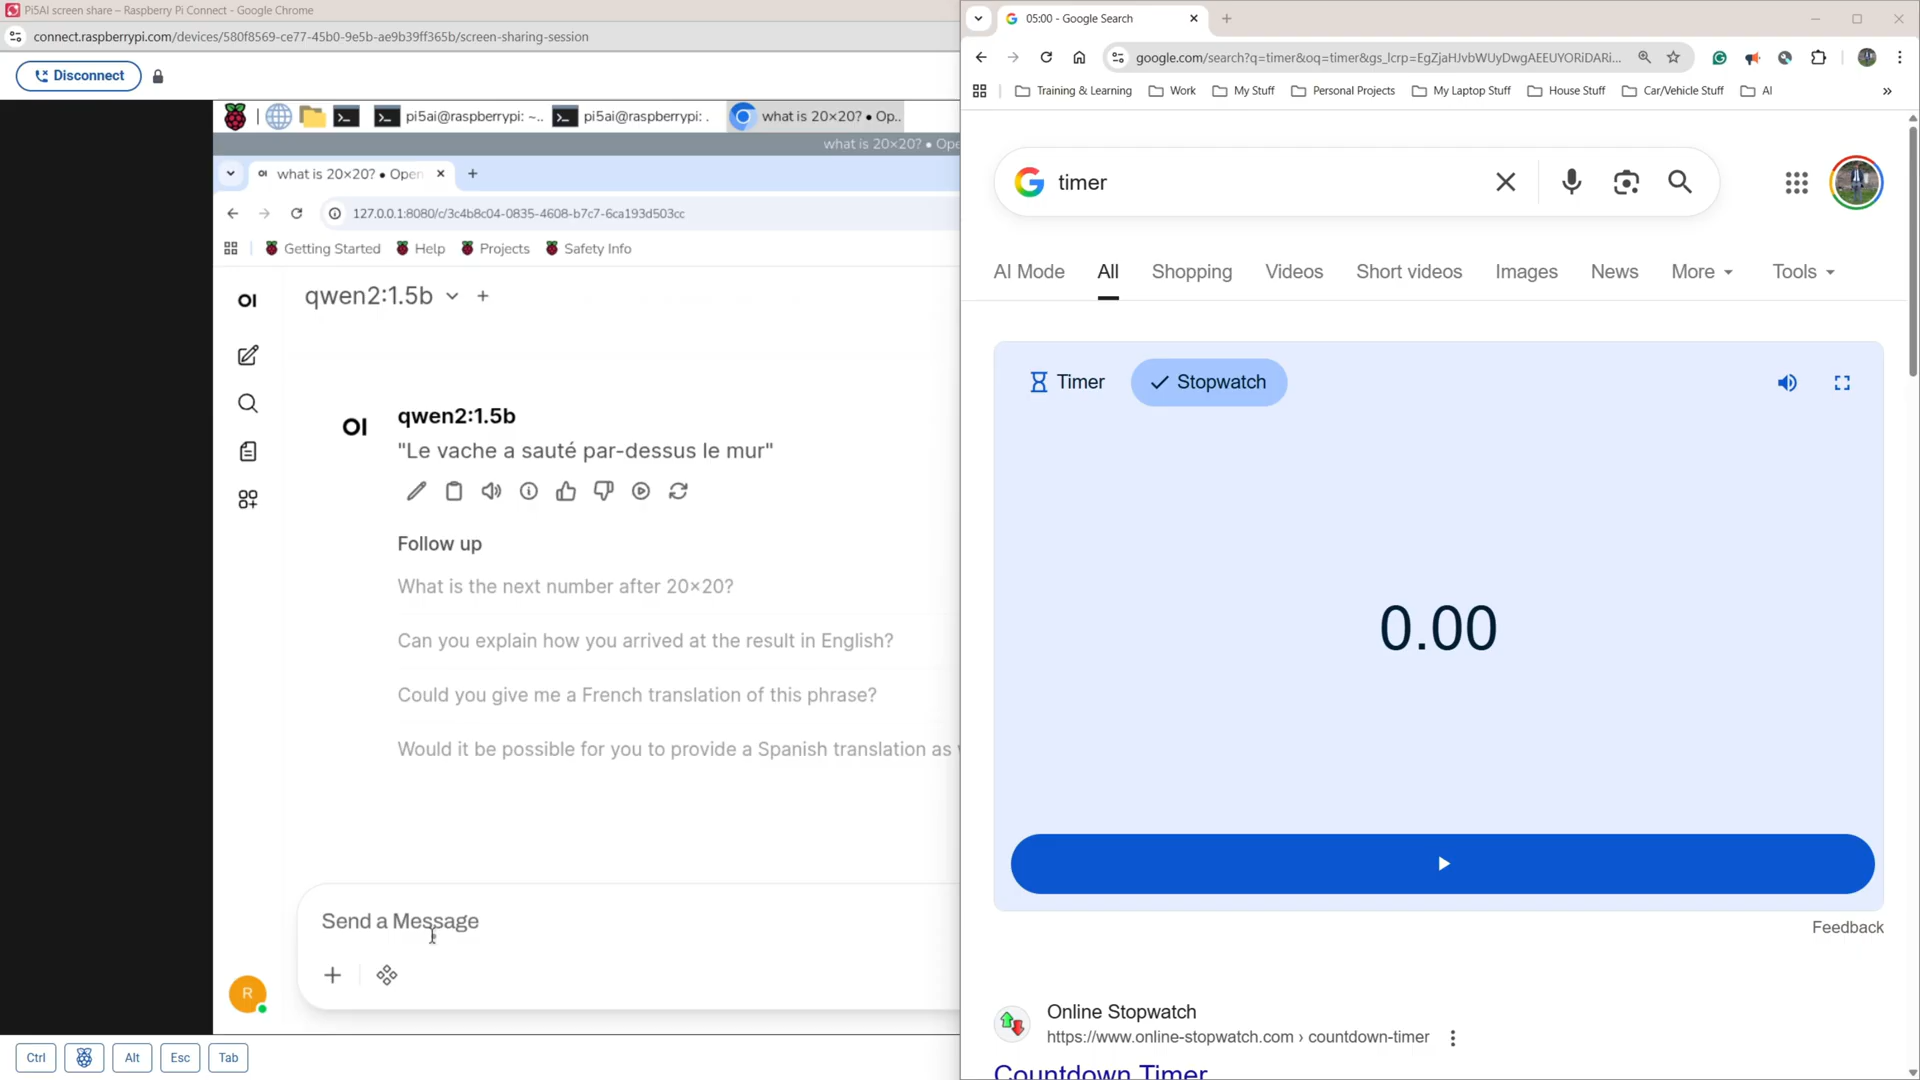 Pi5AI screen share – Raspberry Pi Connect - Google Chrome
connect.raspberrypi.com/devices/580f8569-ce77-45b0-9e5b-ae9b39ff365b/screen-sharing-session
Disconnect
pi5ai@raspberrypi: ~..
pi5ai@raspberrypi: .
what is 20×20? • Op..
what is 20×20? • Ope
what is 20×20? • Open
127.0.0.1:8080/c/3c4b8c04-0835-4608-b7c7-6ca193d503cc
Getting Started
Help
Projects
Safety Info
OI
qwen2:1.5b
OI
qwen2:1.5b
"Le vache a sauté par-dessus le mur"
Follow up
What is the next number after 20×20?
Can you explain how you arrived at the result in English?
Could you give me a French translation of this phrase?
Would it be possible for you to provide a Spanish translation as
Send a Message
R
Ctrl
Alt
Esc
Tab
05:00 - Google Search
google.com/search?q=timer&oq=timer&gs_lcrp=EgZjaHJvbWUyDwgAEEUYORiDARi...
Training & Learning
Work
My Stuff
Personal Projects
My Laptop Stuff
House Stuff
Car/Vehicle Stuff
AI
timer
AI Mode
All
Shopping
Videos
Short videos
Images
News
More
Tools
Timer
Stopwatch
0.00
Feedback
Online Stopwatch
https://www.online-stopwatch.com › countdown-timer
Countdown Timer